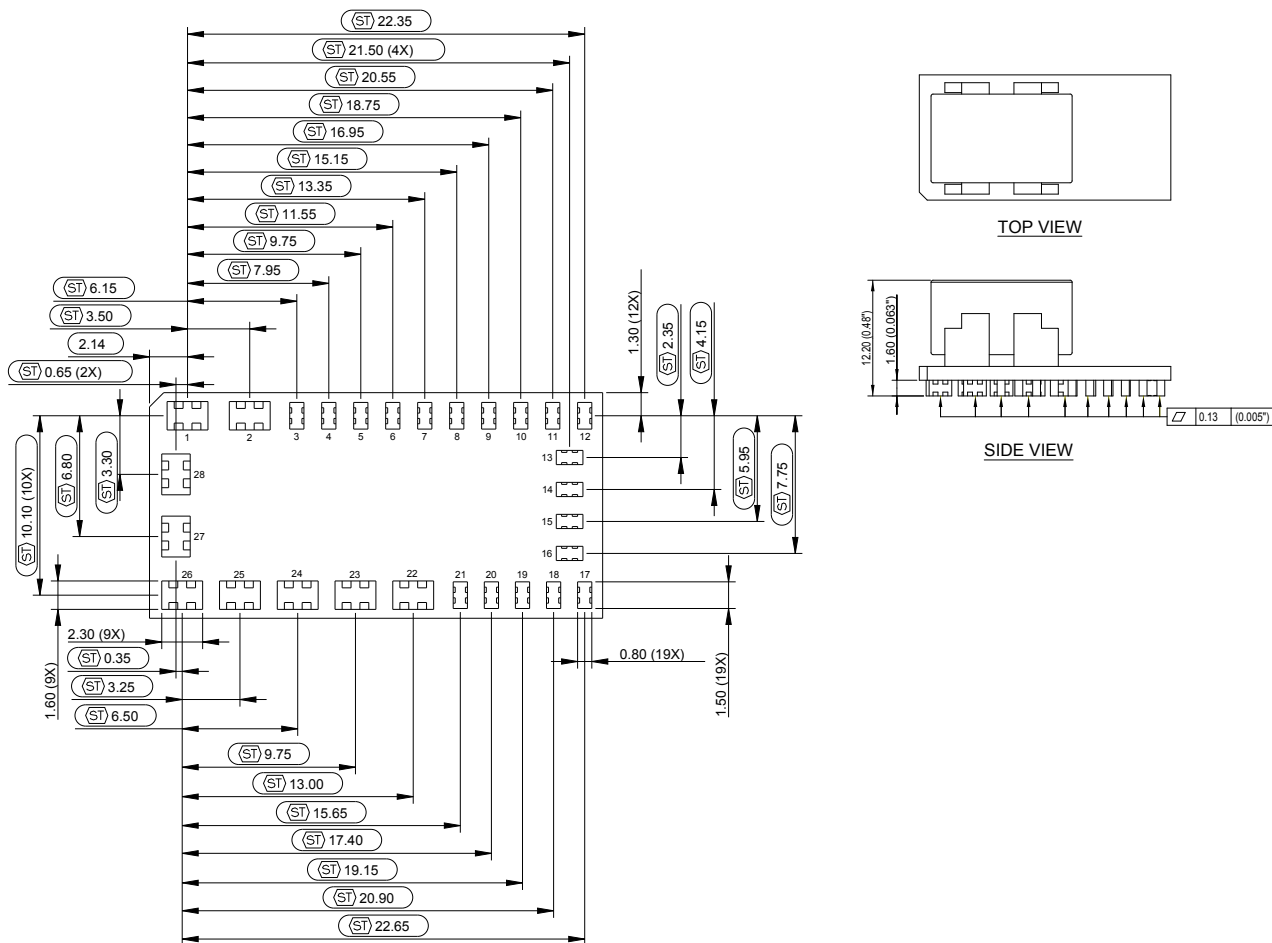 ST 22.35
ST 21.50 (4X)
ST 20.55
ST 18.75
ST 16.95
ST 15.15
ST 13.35
ST 11.55
ST 9.75
ST 7.95
ST 6.15
ST 3.50
2.14
ST 0.65 (2X)
1.30 (12X)
ST 2.35
ST 4.15
1 2 3 4 5 6 7 8 9 10 11 12
13
14
15
16
28
27
ST 10.10 (10X)
ST 6.80
ST 3.30
ST 5.95
ST 7.75
26 25 24 23 22 21 20 19 18 17
1.60 (9X)
2.30 (9X)
ST 0.35
ST 3.25
ST 6.50
0.80 (19X)
1.50 (19X)
ST 9.75
ST 13.00
ST 15.65
ST 17.40
ST 19.15
ST 20.90
ST 22.65
TOP VIEW
12.20 (0.48")
1.60 (0.063")
0.13 (0.005")
SIDE VIEW